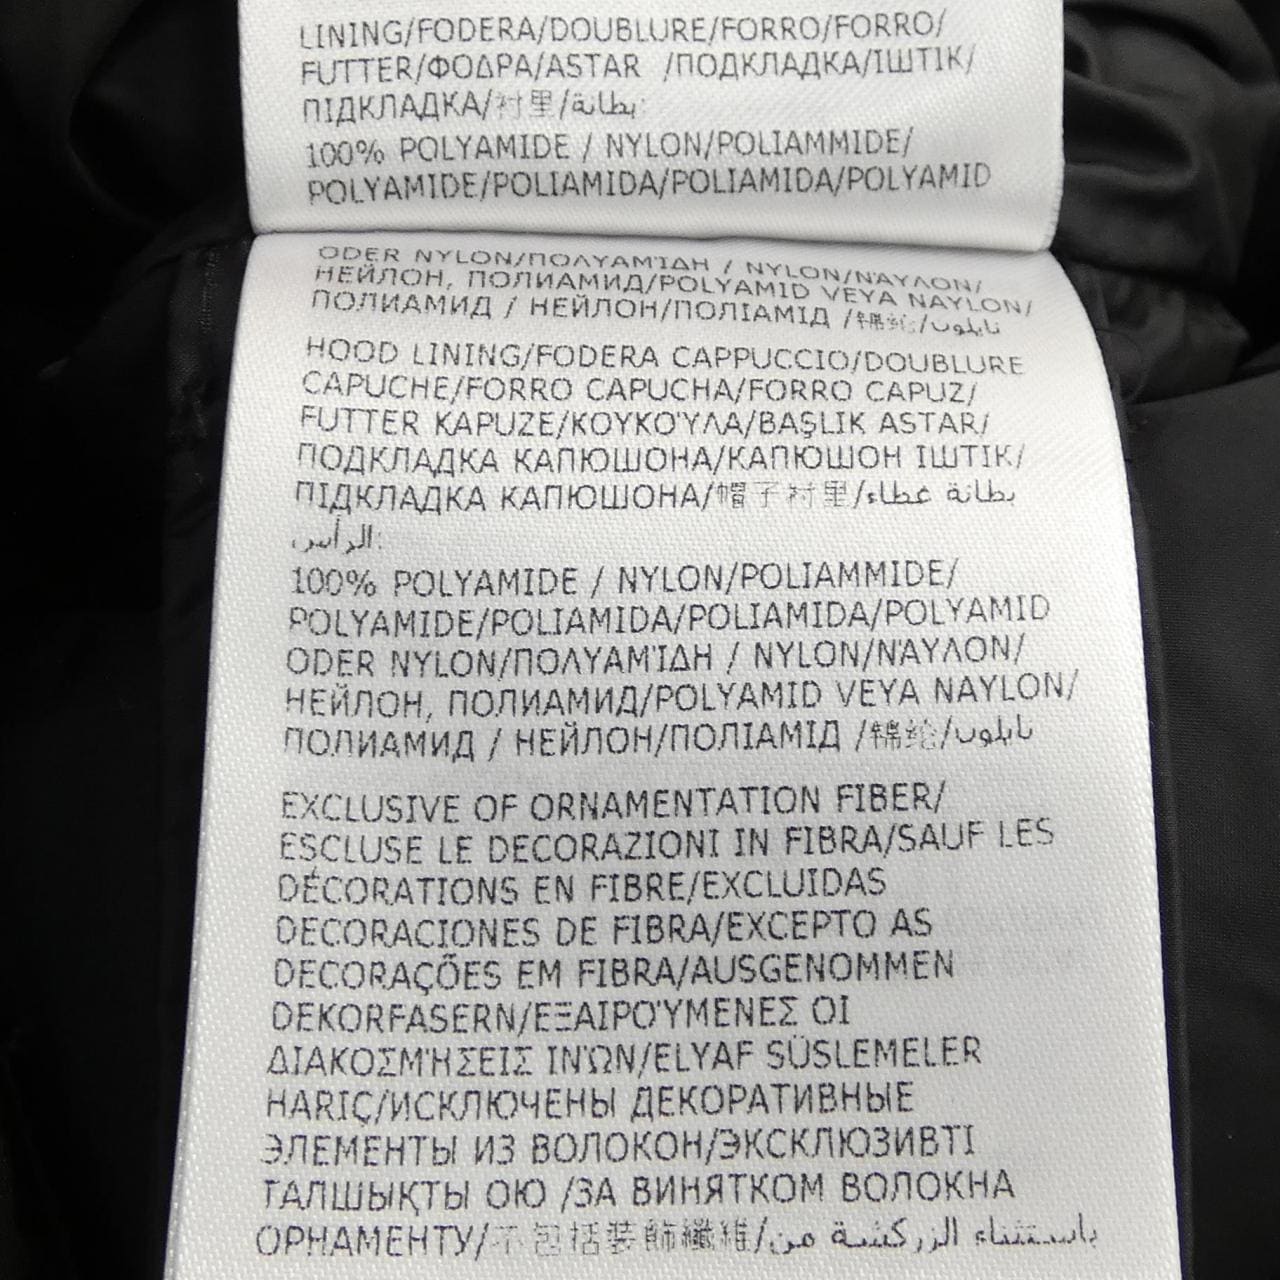 LINING/FODERA/DOUBLURE/FORRO/FORRO/
FUTTER/ΦΟΔΡΑ/ASTAR /ПОДКЛАДКА/ІШТІК/
ПІДКЛАДКА/衬里/بطانة:
100% POLYAMIDE / NYLON/POLIAMMIDE/
POLYAMIDE/POLIAMIDA/POLIAMIDA/POLYAMID
ODER NYLON/ΠΟΛΥΑΜΊΔΗ / NYLON/ΝΆΥΛΟΝ/
НЕЙЛОН, ПОЛИАМИД/POLYAMID VEYA NAYLON/
ПОЛИАМИД / НЕЙЛОН/ПОЛІАМІД /锦纶/نايلون
HOOD LINING/FODERA CAPPUCCIO/DOUBLURE
CAPUCHE/FORRO CAPUCHA/FORRO CAPUZ/
FUTTER KAPUZE/ΚΟΥΚΟΎΛΑ/BAŞLIK ASTAR/
ПОДКЛАДКА КАПЮШОНА/КАПЮШОН ІШТІК/
ПІДКЛАДКА КАПЮШОНА/帽子衬里/بطانة غطاء
الرأس:
100% POLYAMIDE / NYLON/POLIAMMIDE/
POLYAMIDE/POLIAMIDA/POLIAMIDA/POLYAMID
ODER NYLON/ΠΟΛΥΑΜΊΔΗ / NYLON/ΝΆΥΛΟΝ/
НЕЙЛОН, ПОЛИАМИД/POLYAMID VEYA NAYLON/
ПОЛИАМИД / НЕЙЛОН/ПОЛІАМІД /锦纶/نايلون
EXCLUSIVE OF ORNAMENTATION FIBER/
ESCLUSE LE DECORAZIONI IN FIBRA/SAUF LES
DÉCORATIONS EN FIBRE/EXCLUIDAS
DECORACIONES DE FIBRA/EXCEPTO AS
DECORAÇÕES EM FIBRA/AUSGENOMMEN
DEKORFASERN/ΕΞΑΙΡΟΎΜΕΝΕΣ ΟΙ
ΔΙΑΚΟΣΜΉΣΕΙΣ ΙΝΏΝ/ELYAF SÜSLEMELER
HARIÇ/ИСКЛЮЧЕНЫ ДЕКОРАТИВНЫЕ
ЭЛЕМЕНТЫ ИЗ ВОЛОКОН/ЭКСКЛЮЗИВТІ
ТАЛШЫҚТЫ ОЮ /ЗА ВИНЯТКОМ ВОЛОКНА
ОРНАМЕНТУ/不包括装飾纖維/باستثناء الزركشة من